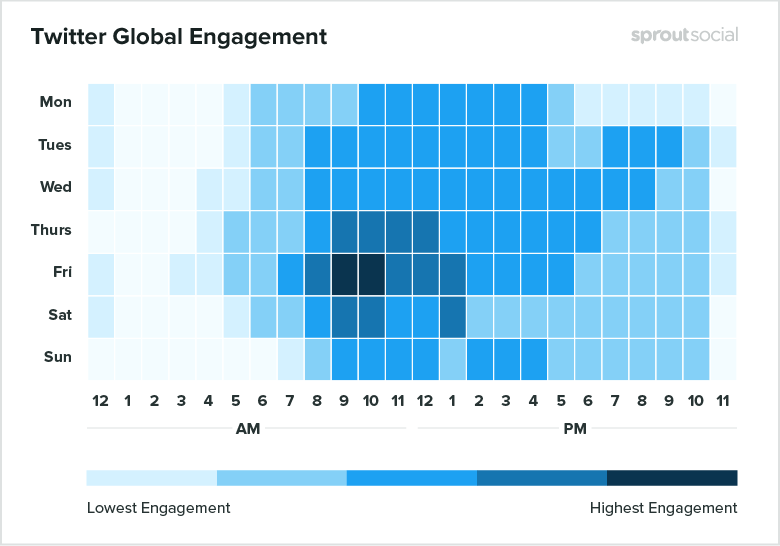 Twitter Global Engagement
sproutsocial
Mon
Tues
Wed
Thurs
Fri
Sat
Sun
12 1 2 3 4 5 6 7 8 9 10 11 12 1 2 3 4 5 6 7 8 9 10 11
AM PM
Lowest Engagement Highest Engagement